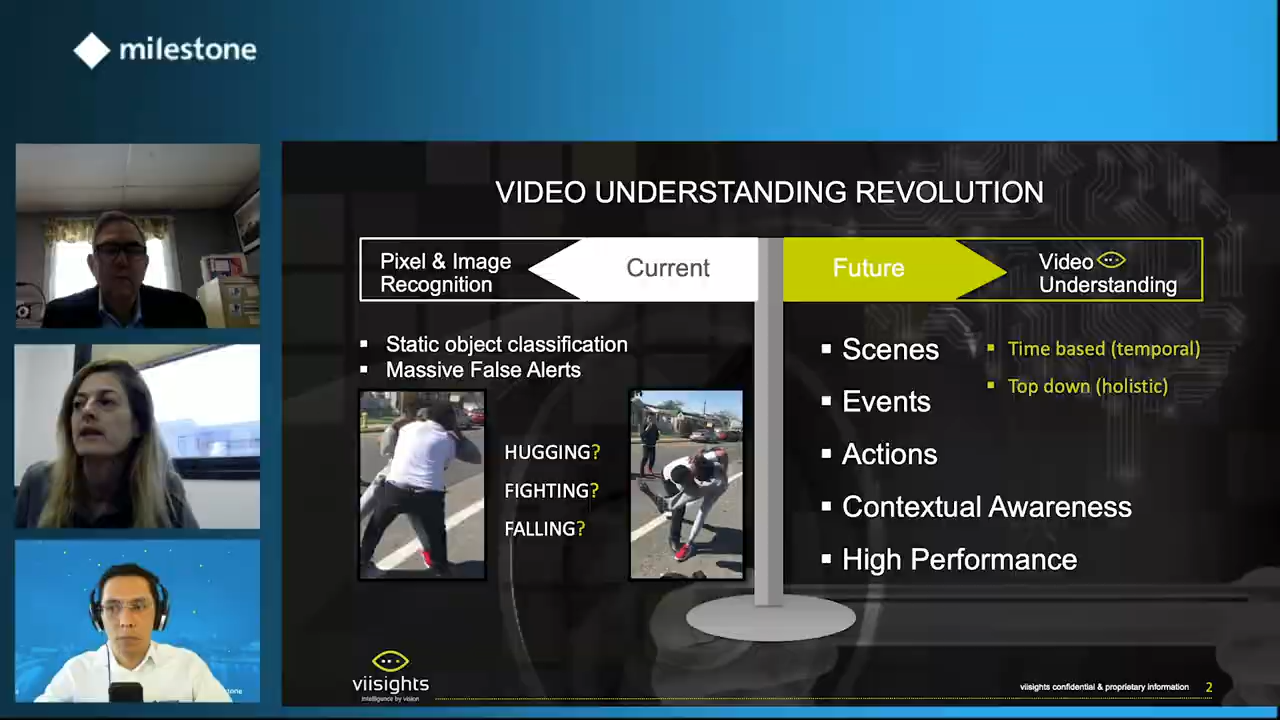 milestone
VIDEO UNDERSTANDING REVOLUTION
Pixel & Image
Recognition
Current
Future
Video
Understanding
▪ Static object classification
▪ Massive False Alerts
HUGGING?
FIGHTING?
FALLING?
▪ Scenes
▪ Events
▪ Actions
▪ Contextual Awareness
▪ High Performance
▪ Time based (temporal)
▪ Top down (holistic)
viisights
intelligence by vision
viisights confidential & proprietary information 2